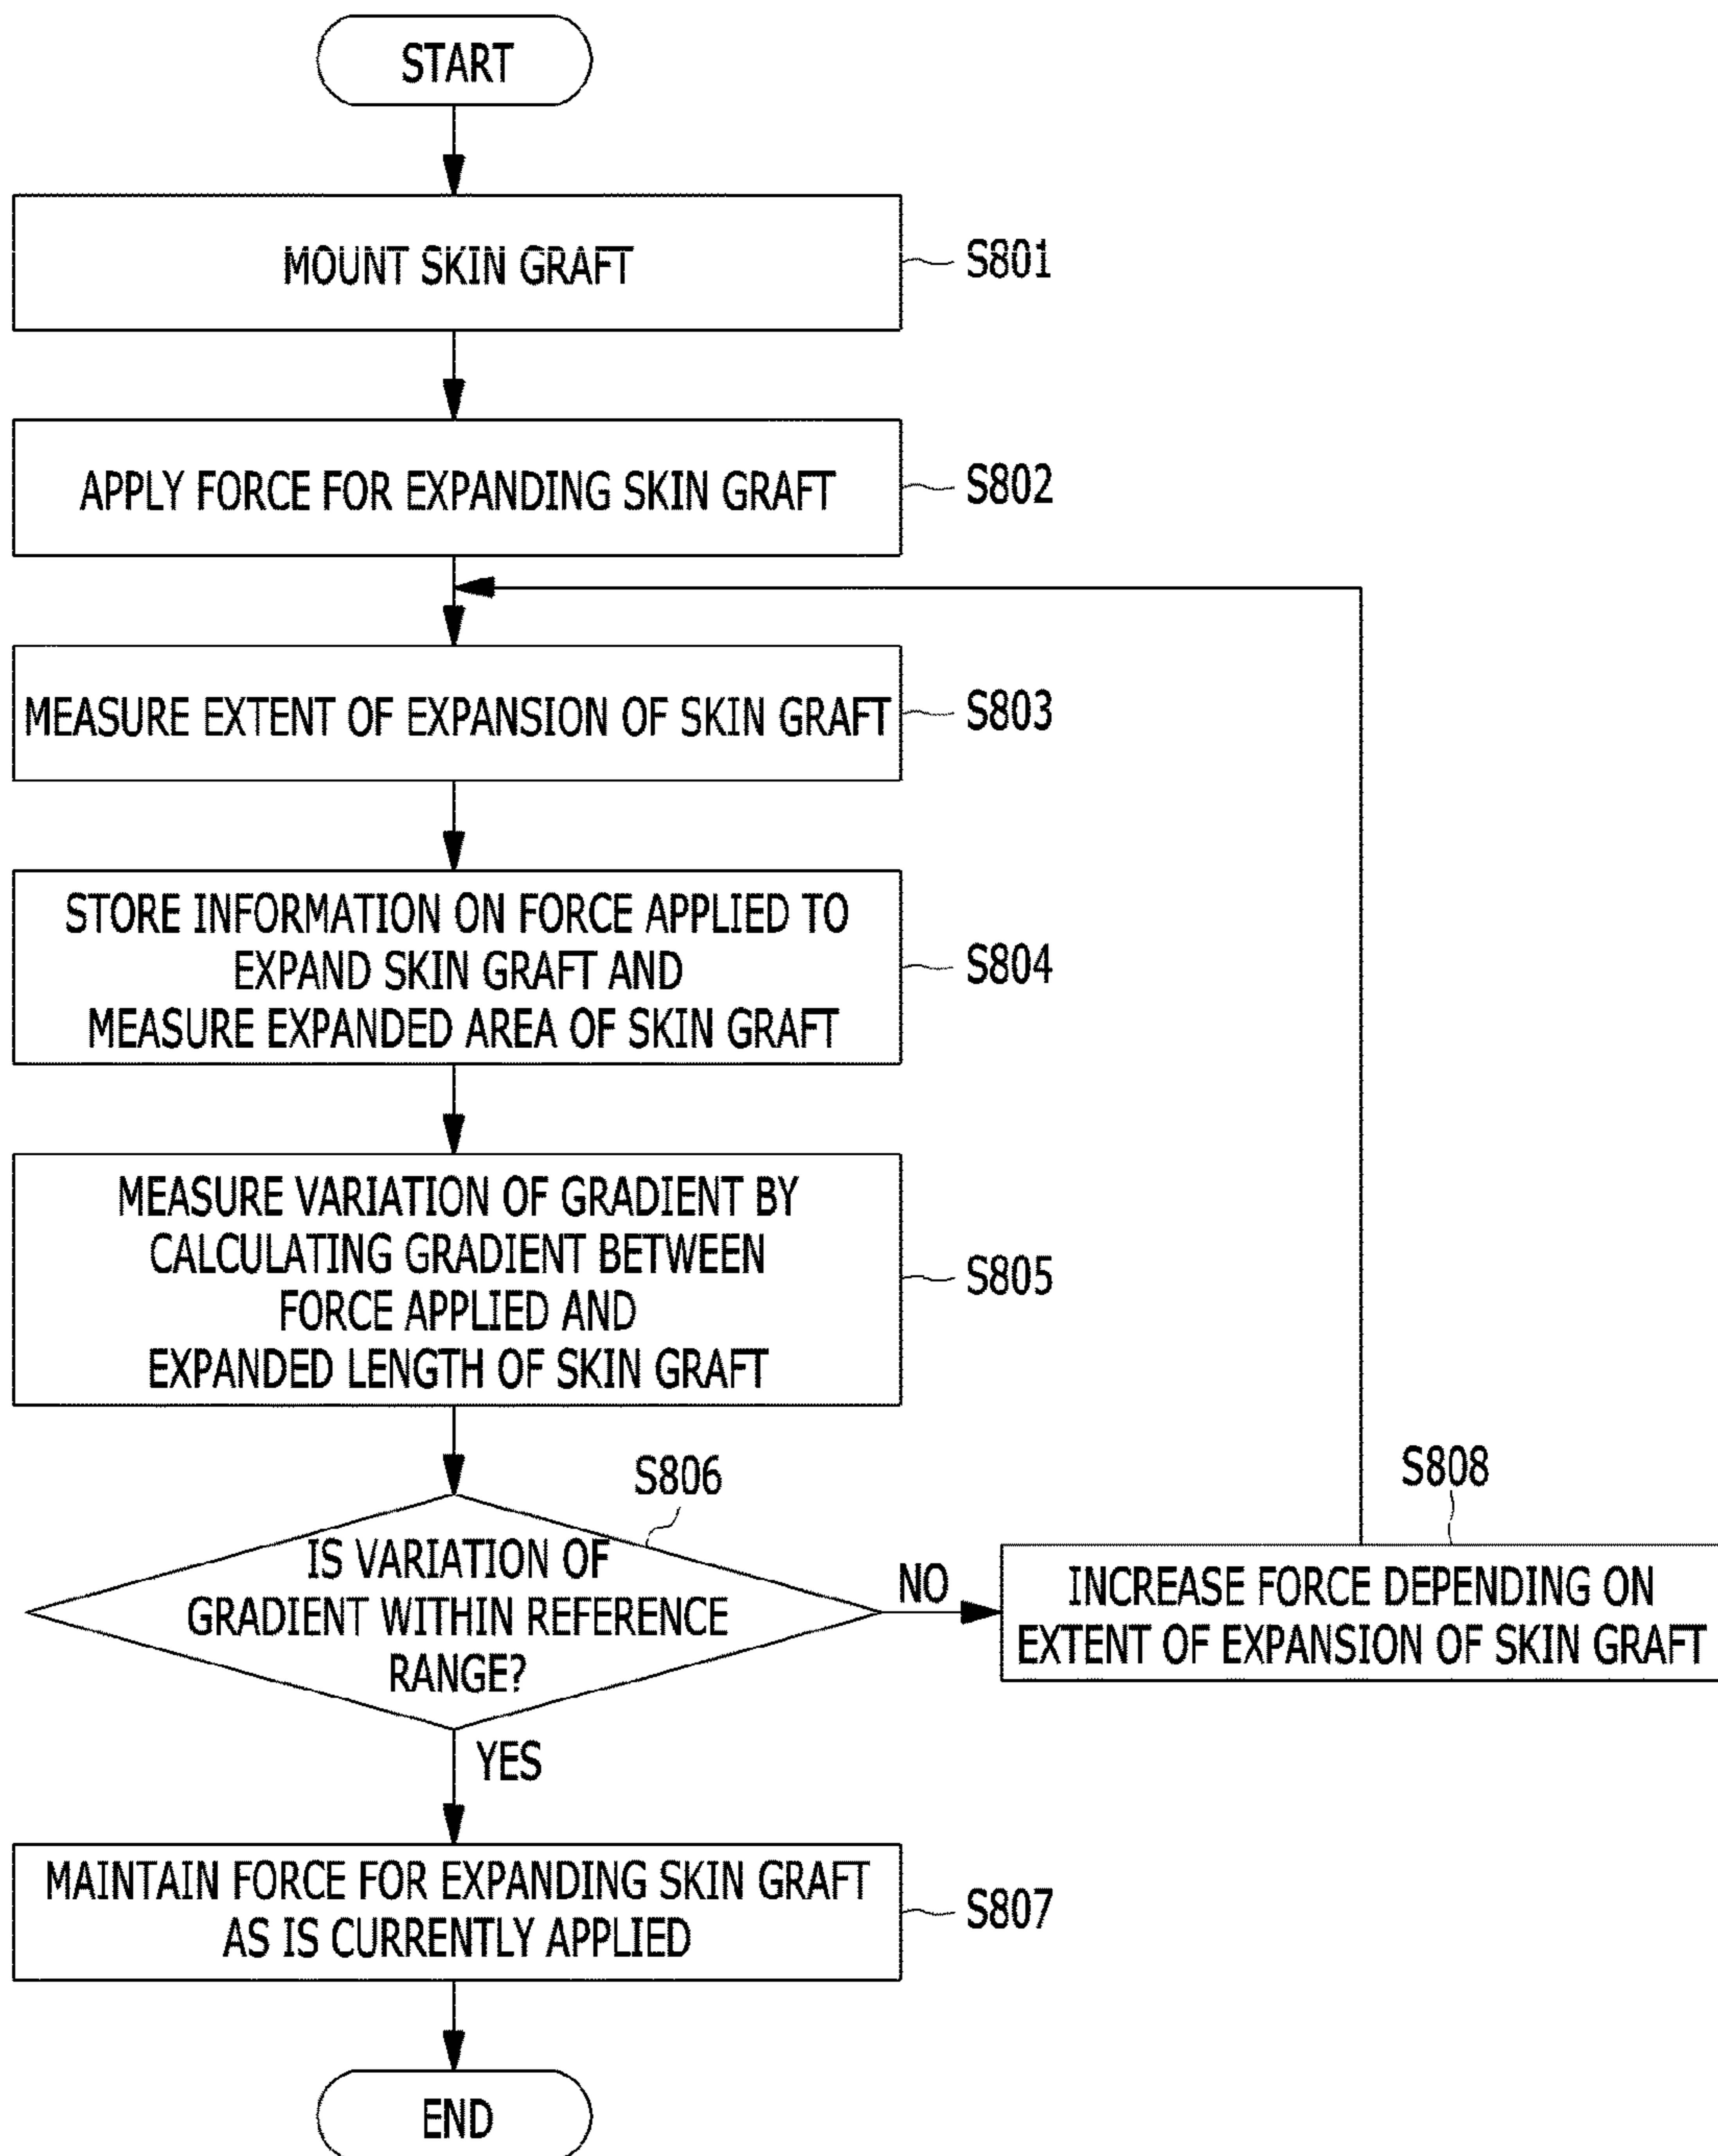 START
MOUNT SKIN GRAFT
S801
APPLY FORCE FOR EXPANDING SKIN GRAFT
S802
MEASURE EXTENT OF EXPANSION OF SKIN GRAFT
S803
STORE INFORMATION ON FORCE APPLIED TO
EXPAND SKIN GRAFT AND
MEASURE EXPANDED AREA OF SKIN GRAFT
S804
MEASURE VARIATION OF GRADIENT BY
CALCULATING GRADIENT BETWEEN
FORCE APPLIED AND
EXPANDED LENGTH OF SKIN GRAFT
S805
S806
IS VARIATION OF
GRADIENT WITHIN REFERENCE
RANGE?
NO
S808
INCREASE FORCE DEPENDING ON
EXTENT OF EXPANSION OF SKIN GRAFT
YES
MAINTAIN FORCE FOR EXPANDING SKIN GRAFT
AS IS CURRENTLY APPLIED
S807
END